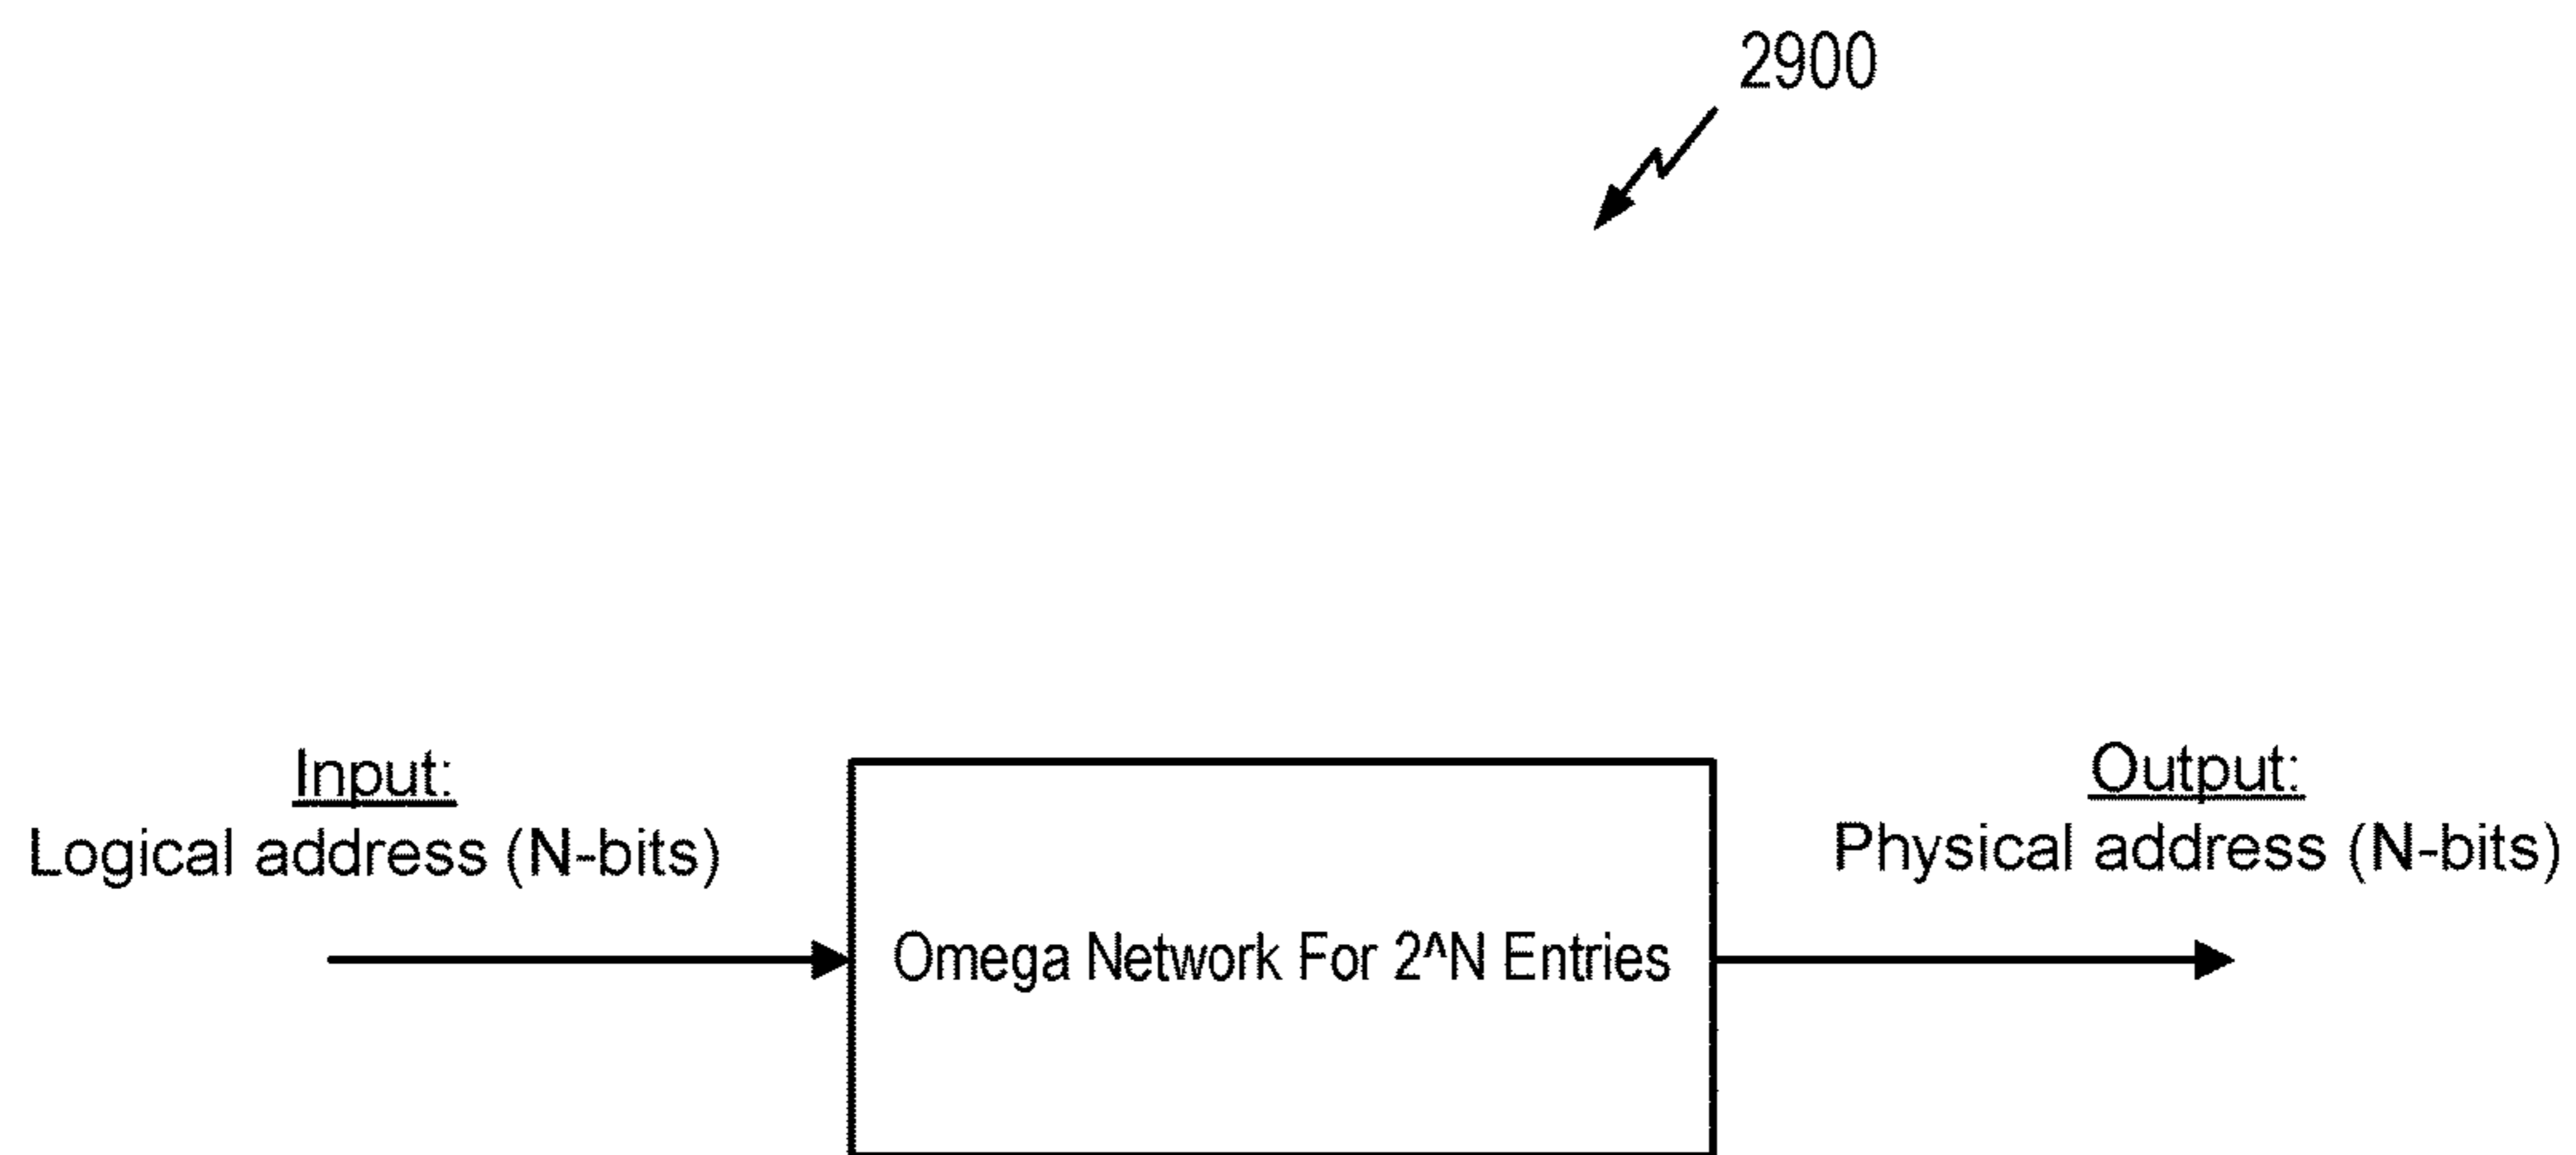 2900
Input:
Logical address (N-bits)
Omega Network For 2^N Entries
Output:
Physical address (N-bits)